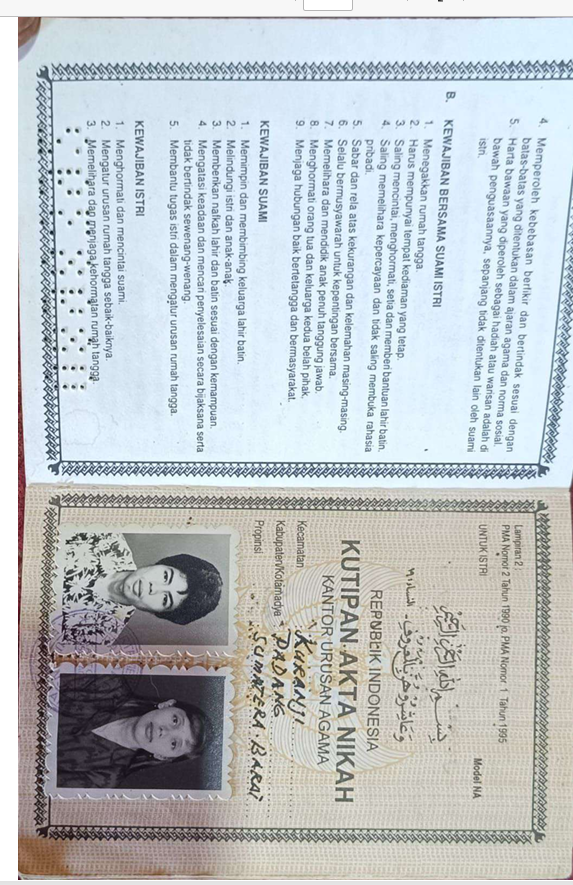 4. Memperoleh kebebasan berfikir dan bertindak sesuai dengan
batas-batas yang ditentukan dalam ajaran agama dan norma sosial.
5. Harta bawaan yang diperoleh sebagai hadiah atau warisan adalah di
bawah penguasaannya, sepanjang tidak ditentukan lain oleh suami
istri.
B. KEWAJIBAN BERSAMA SUAMI ISTRI
1. Menegakkan rumah tangga.
2. Harus mempunyai tempat kediaman yang tetap.
3. Saling mencintai, menghormati, setia dan memberi bantuan lahir batin.
4. Saling memelihara kepercayaan dan tidak saling membuka rahasia
pribadi.
5. Sabar dan rela atas kekurangan dan kelemahan masing-masing.
6. Selalu bermusyawarah untuk kepentingan bersama.
7. Memelihara dan mendidik anak penuh tanggung jawab.
8. Menghormati orang tua dan keluarga kedua belah pihak.
9. Menjaga hubungan baik bertetangga dan bermasyarakat.
KEWAJIBAN SUAMI
1. Memimpin dan membimbing keluarga lahir batin.
2. Melindungi istri dan anak-anak.
3. Memberikan nafkah lahir dan batin sesuai dengan kemampuan.
4. Mengatasi keadaan dan mencari penyelesaian secara bijaksana serta
tidak bertindak sewenang-wenang.
5. Membantu tugas istri dalam mengatur urusan rumah tangga.
KEWAJIBAN ISTRI
1. Menghormati dan mencintai suami.
2. Mengatur urusan rumah tangga sebaik-baiknya.
3. Memelihara dan menjaga kehormatan rumah tangga.
Lampiran 2 :
PMA Nomor 2 Tahun 1990 jo. PMA Nomor 1 Tahun 1995
UNTUK ISTRI
Model NA
بسم الله الرحمن الرحيم
وعاشروهن بالمعروف . النساء ١٩
REPUBLIK INDONESIA
KUTIPAN AKTA NIKAH
KANTOR URUSAN AGAMA
Kecamatan : KURANJI
Kabupaten/Kotamadya : PADANG
Propinsi : SUMATERA BARAT